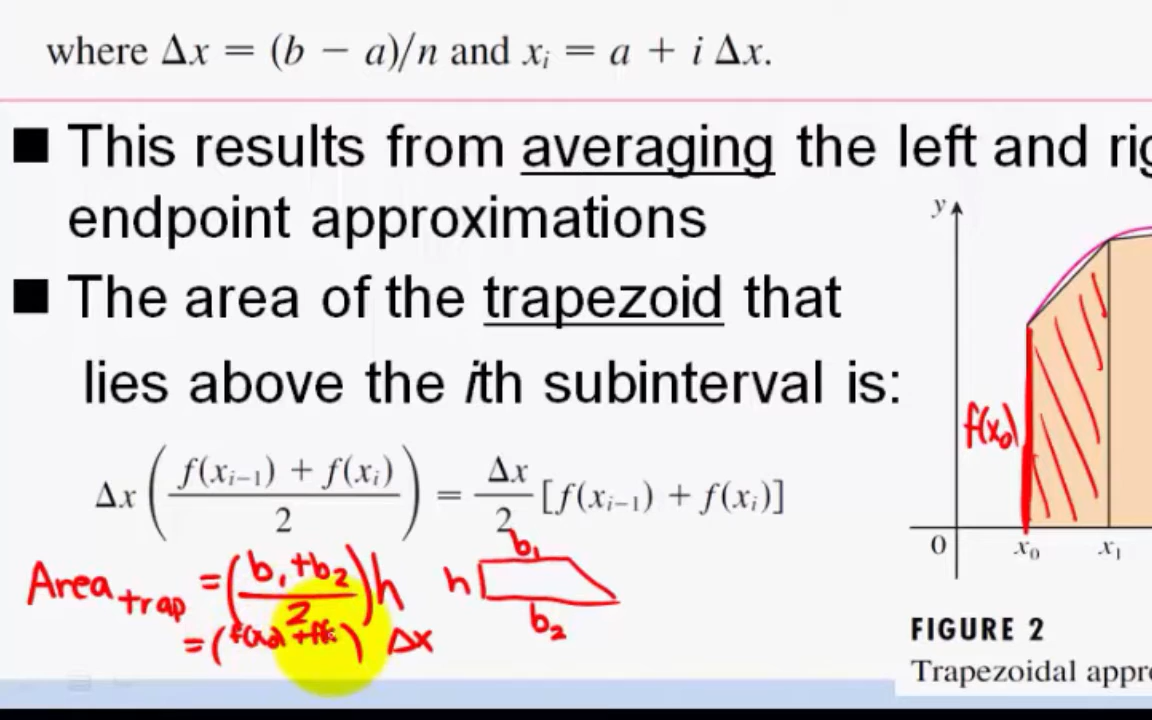 where Δx = (b − a)/n and xᵢ = a + i Δx.
■ This results from averaging the left and
endpoint approximations
■ The area of the trapezoid that
lies above the ith subinterval is:
Δx ( (f(xᵢ₋₁) + f(xᵢ)) / 2 ) = Δx/2 [f(xᵢ₋₁) + f(xᵢ)]
Area trap = ( (b₁ + b₂) / 2 ) h
= (f(x₀) + f( ) Δx
h b₁
b₂
y
f(x₀)
0 x₀ x₁
FIGURE 2
Trapezoidal